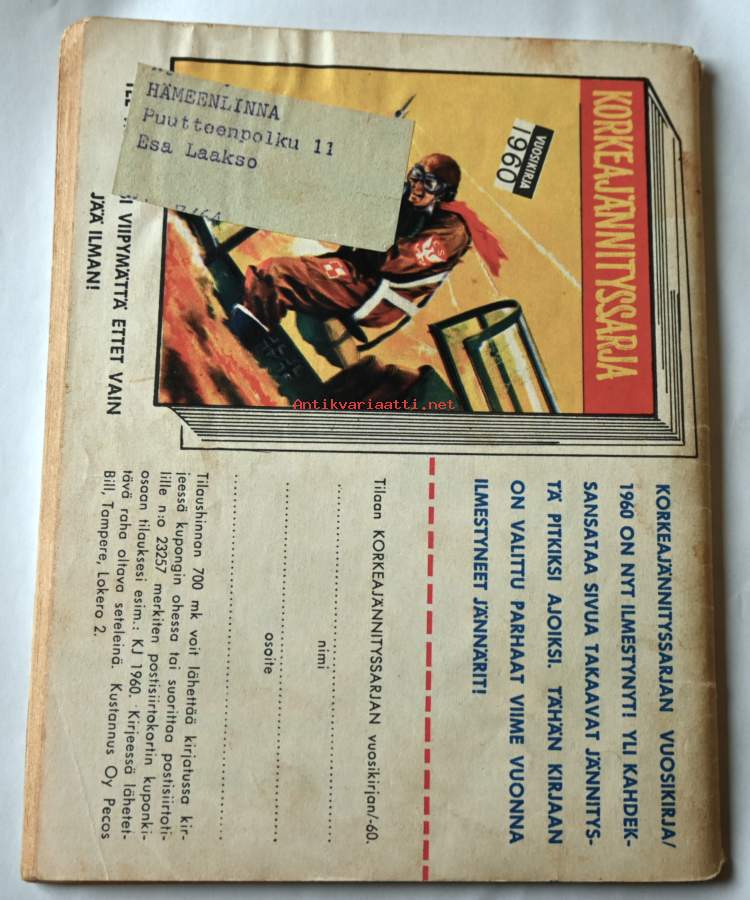 KORKEAJÄNNITYSSARJA
VUOSIKIRJA
1960
HÄMEENLINNA
Puutteenpolku 11
Esa Laakso
VIIPYMÄTTÄ ETTET VAIN
JÄÄ ILMAN!
KORKEAJÄNNITYSSARJAN VUOSIKIRJA/
1960 ON NYT ILMESTYNYT! YLI KAHDEK-
SANSATAA SIVUA TAKAAVAT JÄNNITYS-
TÄ PITKIKSI AJOIKSI. TÄHÄN KIRJAAN
ON VALITTU PARHAAT VIIME VUONNA
ILMESTYNEET JÄNNÄRIT!
Tilaan KORKEAJÄNNITYSSARJAN vuosikirjan/-60.
nimi
osoite
Tilaushinnan 700 mk voit lähettää kirjatussa kir-
jeessä kupongin ohessa tai suorittaa postisiirtoti-
lille n:o 23257 merkiten postisiirtokortin kuponki-
osaan tilauksesi esim.: KJ 1960. Kirjeessä lähetet-
tävä raha oltava seteleinä. Kustannus Oy Pecos
Bill, Tampere, Lokero 2.
Antikvariaatti.net